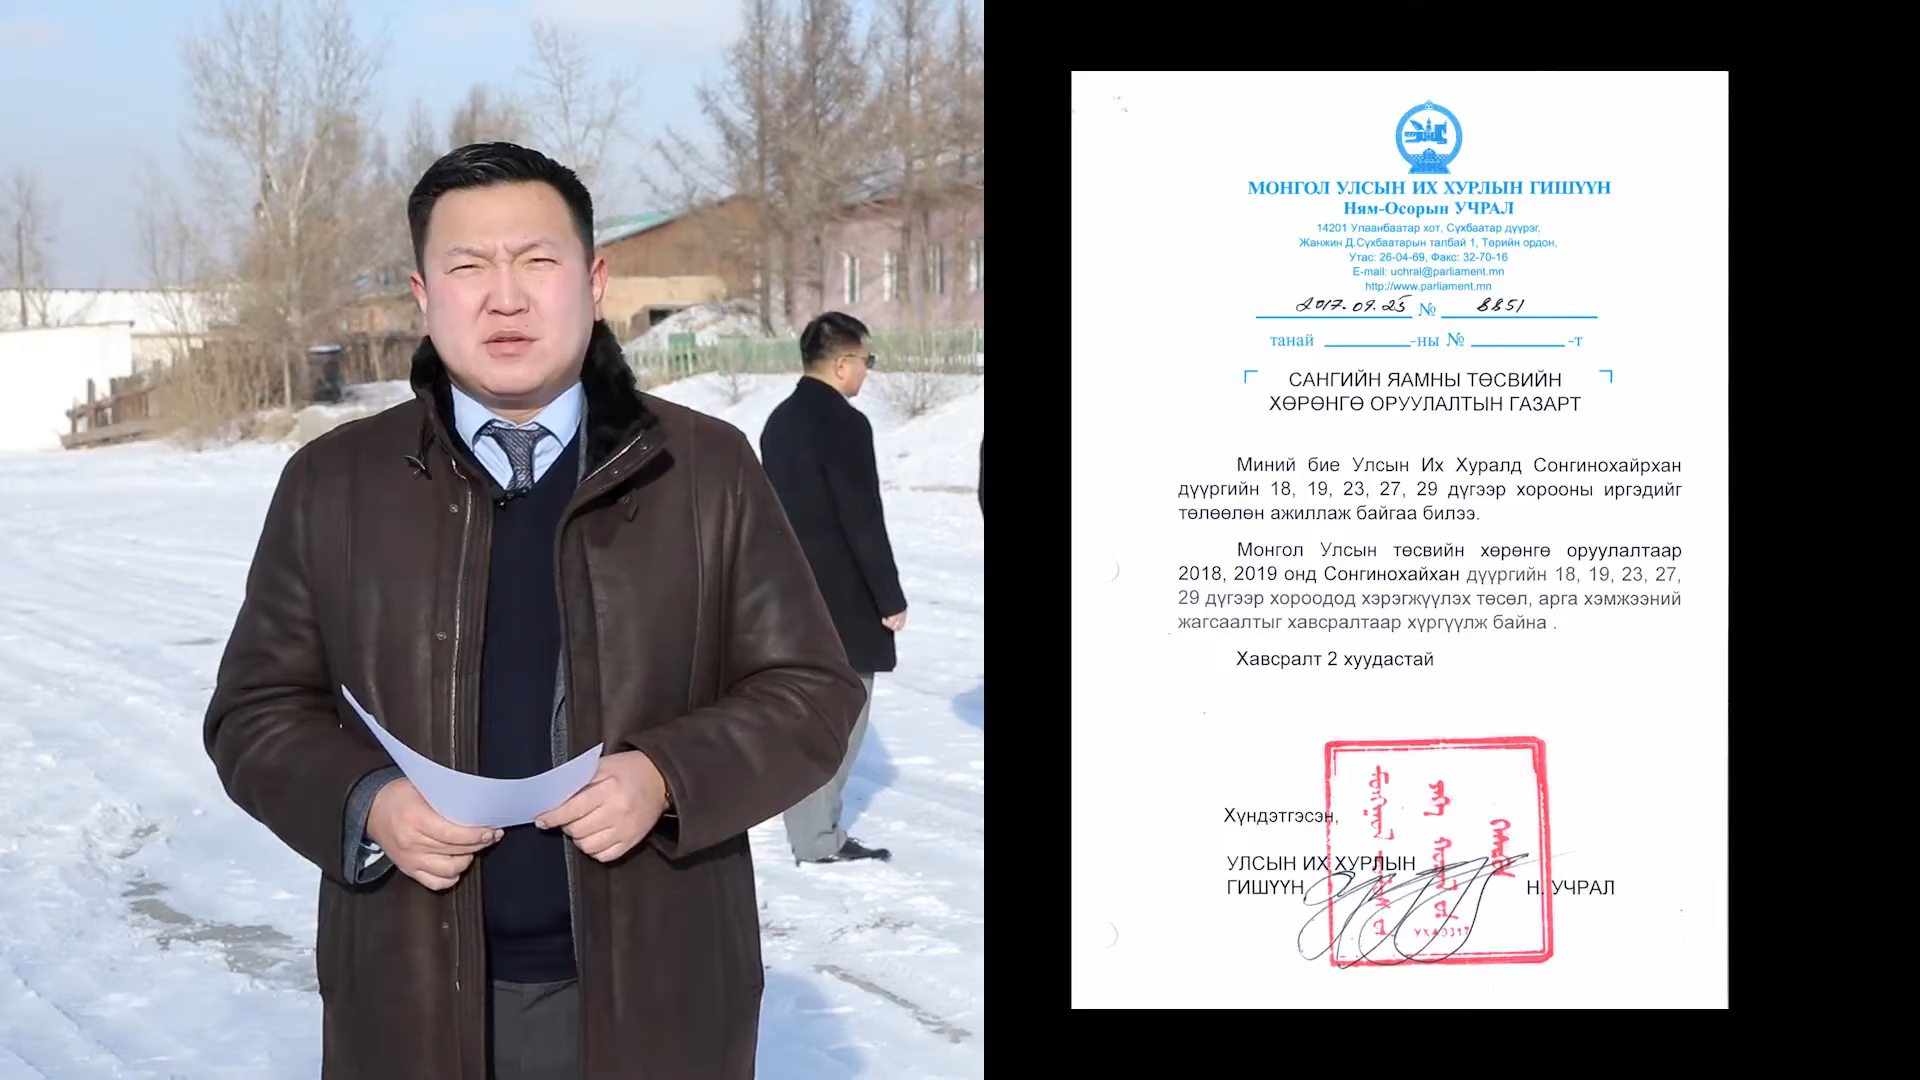 МОНГОЛ УЛСЫН ИХ ХУРЛЫН ГИШҮҮН
Ням-Осорын УЧРАЛ
14201 Улаанбаатар хот, Сүхбаатар дүүрэг,
Жанжин Д.Сүхбаатарын талбай 1, Төрийн ордон,
Утас: 26-04-69, Факс: 32-70-16
E-mail: uchral@parliament.mn
http://www.parliament.mn
2017.09.25 № 8851
танай ________-ны № ________-т
САНГИЙН ЯАМНЫ ТӨСВИЙН
ХӨРӨНГӨ ОРУУЛАЛТЫН ГАЗАРТ
Миний бие Улсын Их Хуралд Сонгинохайрхан
дүүргийн 18, 19, 23, 27, 29 дүгээр хорооны иргэдийг
төлөөлөн ажиллаж байгаа билээ.
Монгол Улсын төсвийн хөрөнгө оруулалтаар
2018, 2019 онд Сонгинохайхан дүүргийн 18, 19, 23, 27,
29 дүгээр хороодод хэрэгжүүлэх төсөл, арга хэмжээний
жагсаалтыг хавсралтаар хүргүүлж байна .
Хавсралт 2 хуудастай
Хүндэтгэсэн,
УЛСЫН ИХ ХУРЛЫН
ГИШҮҮН Н. УЧРАЛ